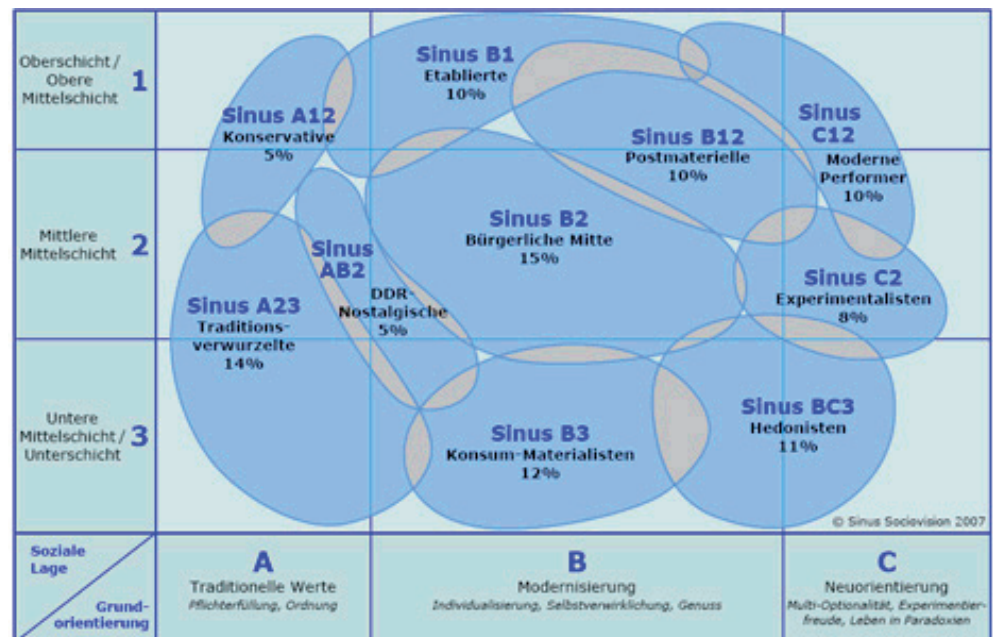 Oberschicht /
Obere
Mittelschicht
1
Sinus B1
Etablierte
10%
Sinus A12
Konservative
5%
Sinus B12
Postmaterielle
10%
Sinus
C12
Moderne
Performer
10%
Mittlere
Mittelschicht
2
Sinus B2
Bürgerliche Mitte
15%
Sinus
AB2
DDR-
Nostalgische
5%
Sinus A23
Traditions-
verwurzelte
14%
Sinus C2
Experimentalisten
8%
Untere
Mittelschicht /
Unterschicht
3
Sinus B3
Konsum-Materialisten
12%
Sinus BC3
Hedonisten
11%
© Sinus Sociovision 2007
Soziale
Lage
Grund-
orientierung
A
Traditionelle Werte
Pflichterfüllung, Ordnung
B
Modernisierung
Individualisierung, Selbstverwirklichung, Genuss
C
Neuorientierung
Multi-Optionalität, Experimentier-
freude, Leben in Paradoxien